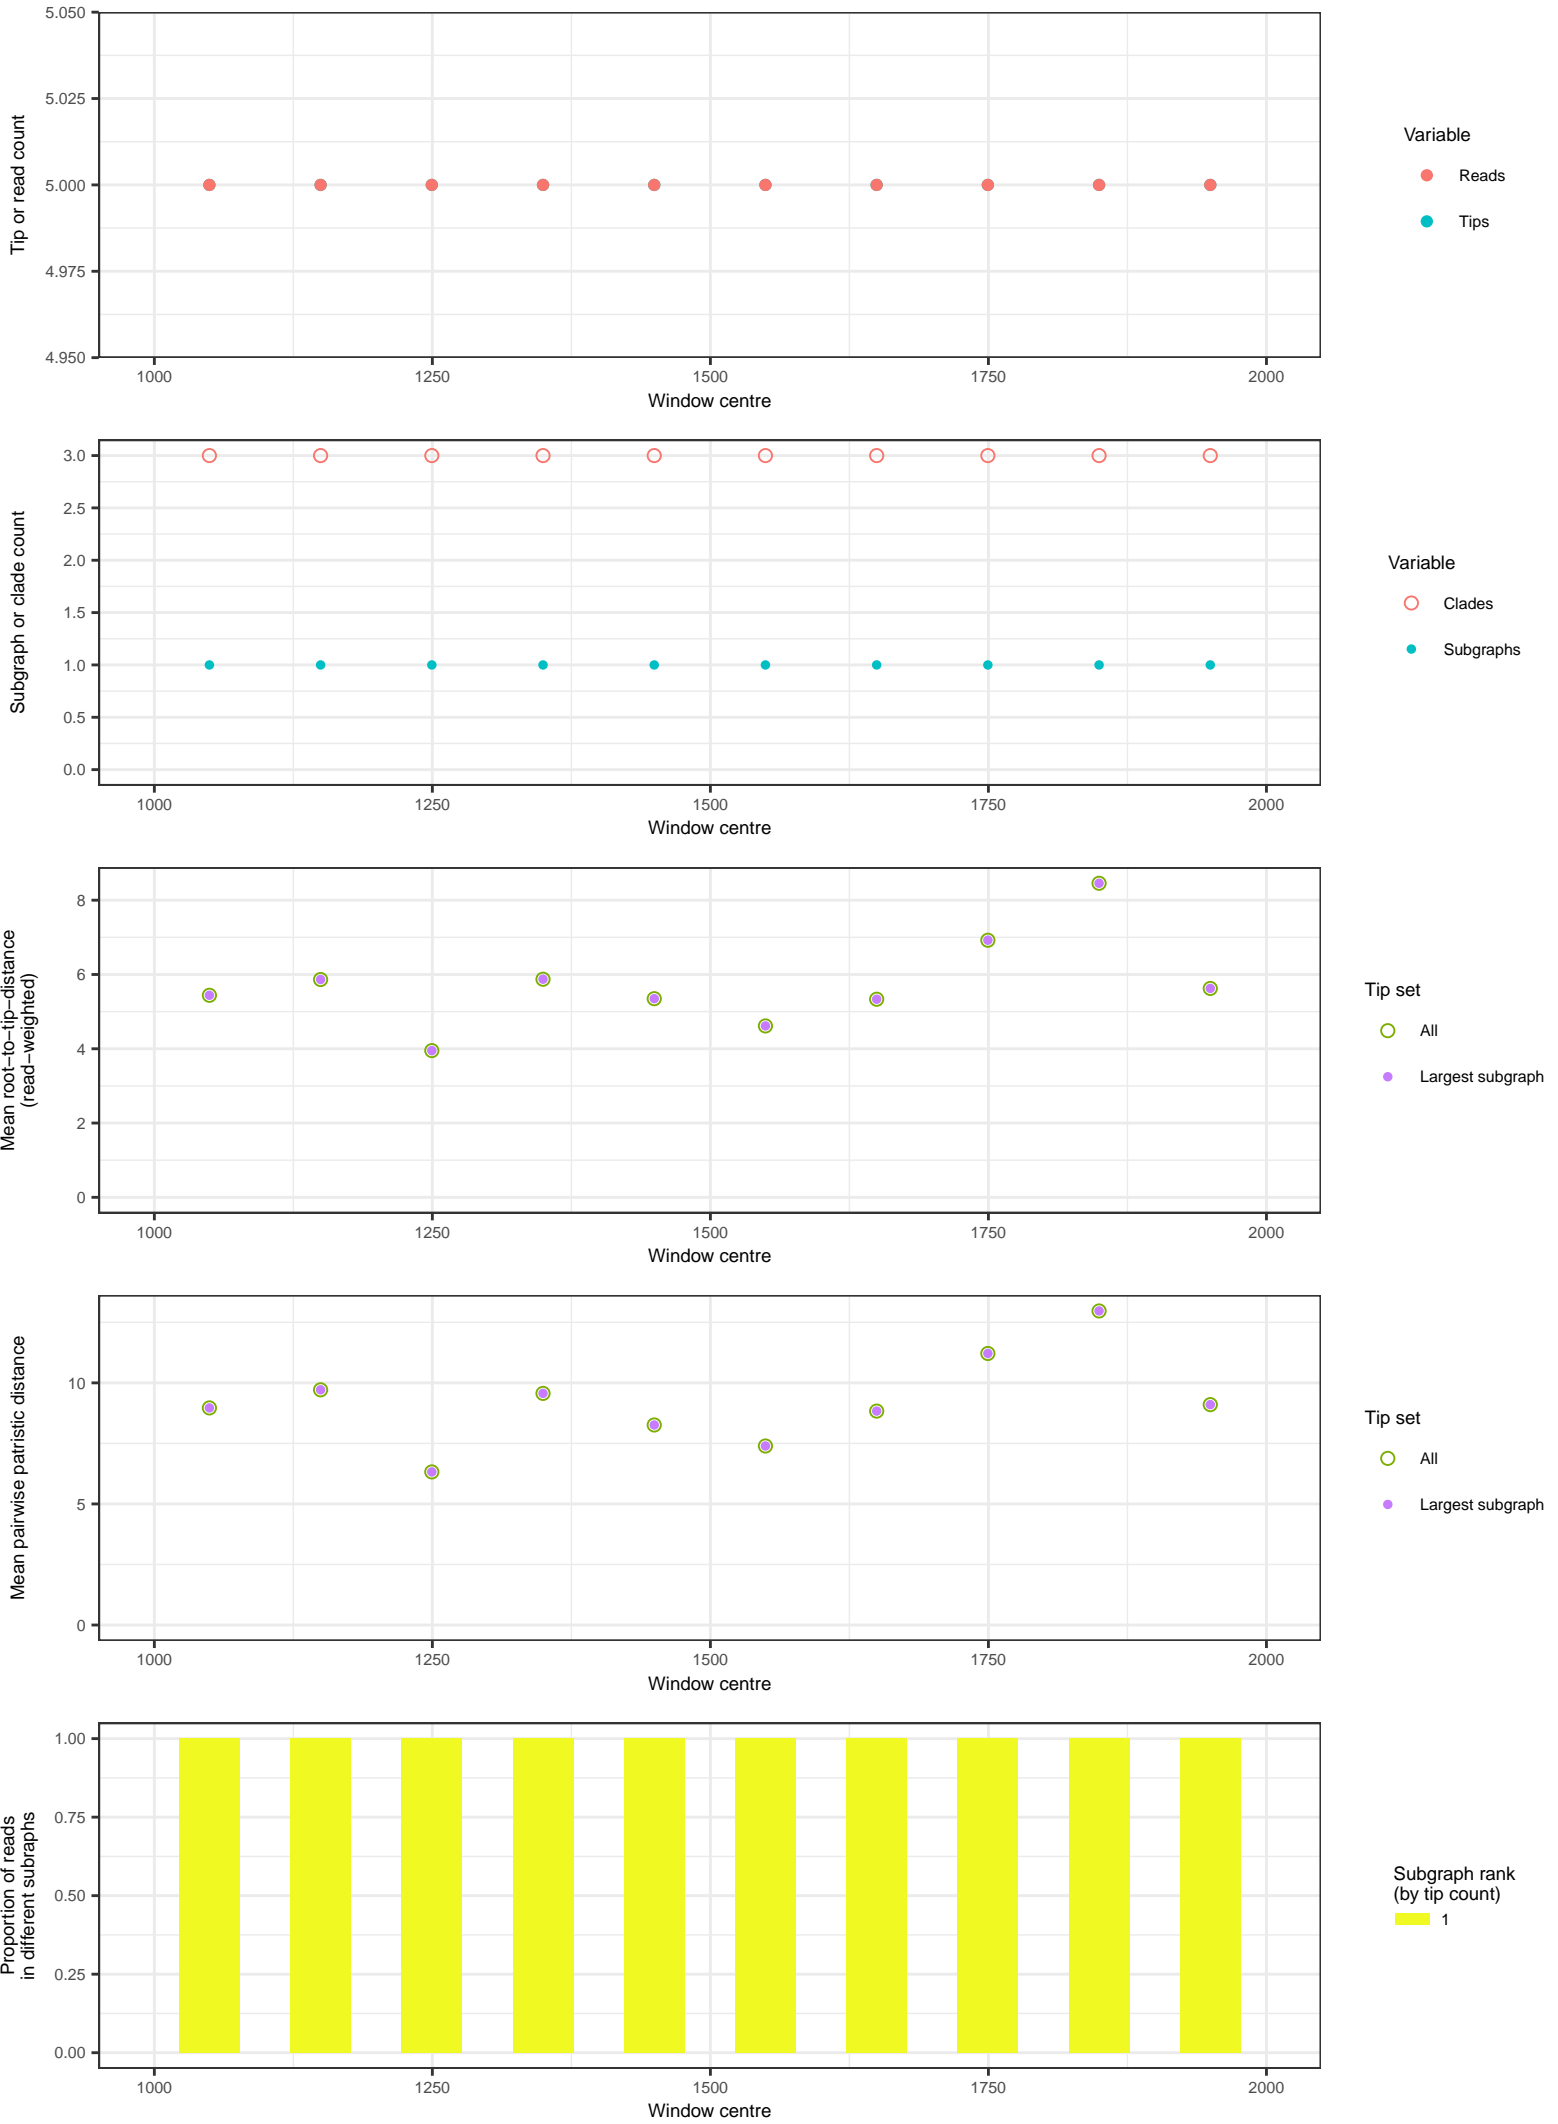 5.050
5.025
5.000
4.975
4.950
Tip or read count
1000 1250 1500 1750 2000
Window centre
Variable
Reads
Tips
3.0
2.5
2.0
1.5
1.0
0.5
0.0
Subgraph or clade count
1000 1250 1500 1750 2000
Window centre
Variable
Clades
Subgraphs
8
6
4
2
0
Mean root−to−tip−distance
(read−weighted)
1000 1250 1500 1750 2000
Window centre
Tip set
All
Largest subgraph
10
5
0
Mean pairwise patristic distance
1000 1250 1500 1750 2000
Window centre
Tip set
All
Largest subgraph
1.00
0.75
0.50
0.25
0.00
Proportion of reads
in different subraphs
1000 1250 1500 1750 2000
Window centre
Subgraph rank
(by tip count)
1